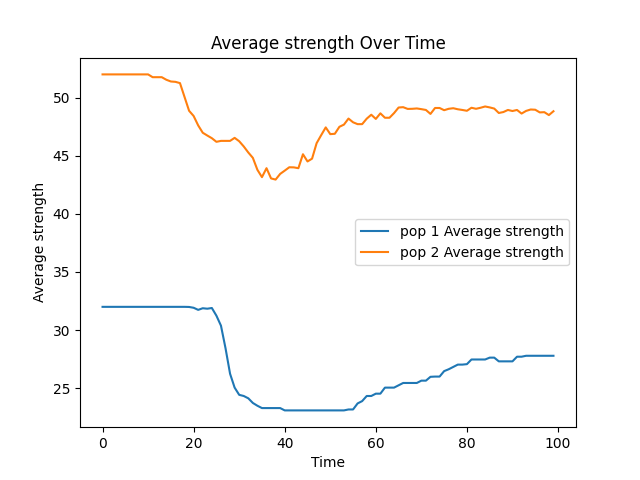 Average strength Over Time
Average strength
50
45
40
35
30
25
pop 1 Average strength
pop 2 Average strength
0 20 40 60 80 100
Time